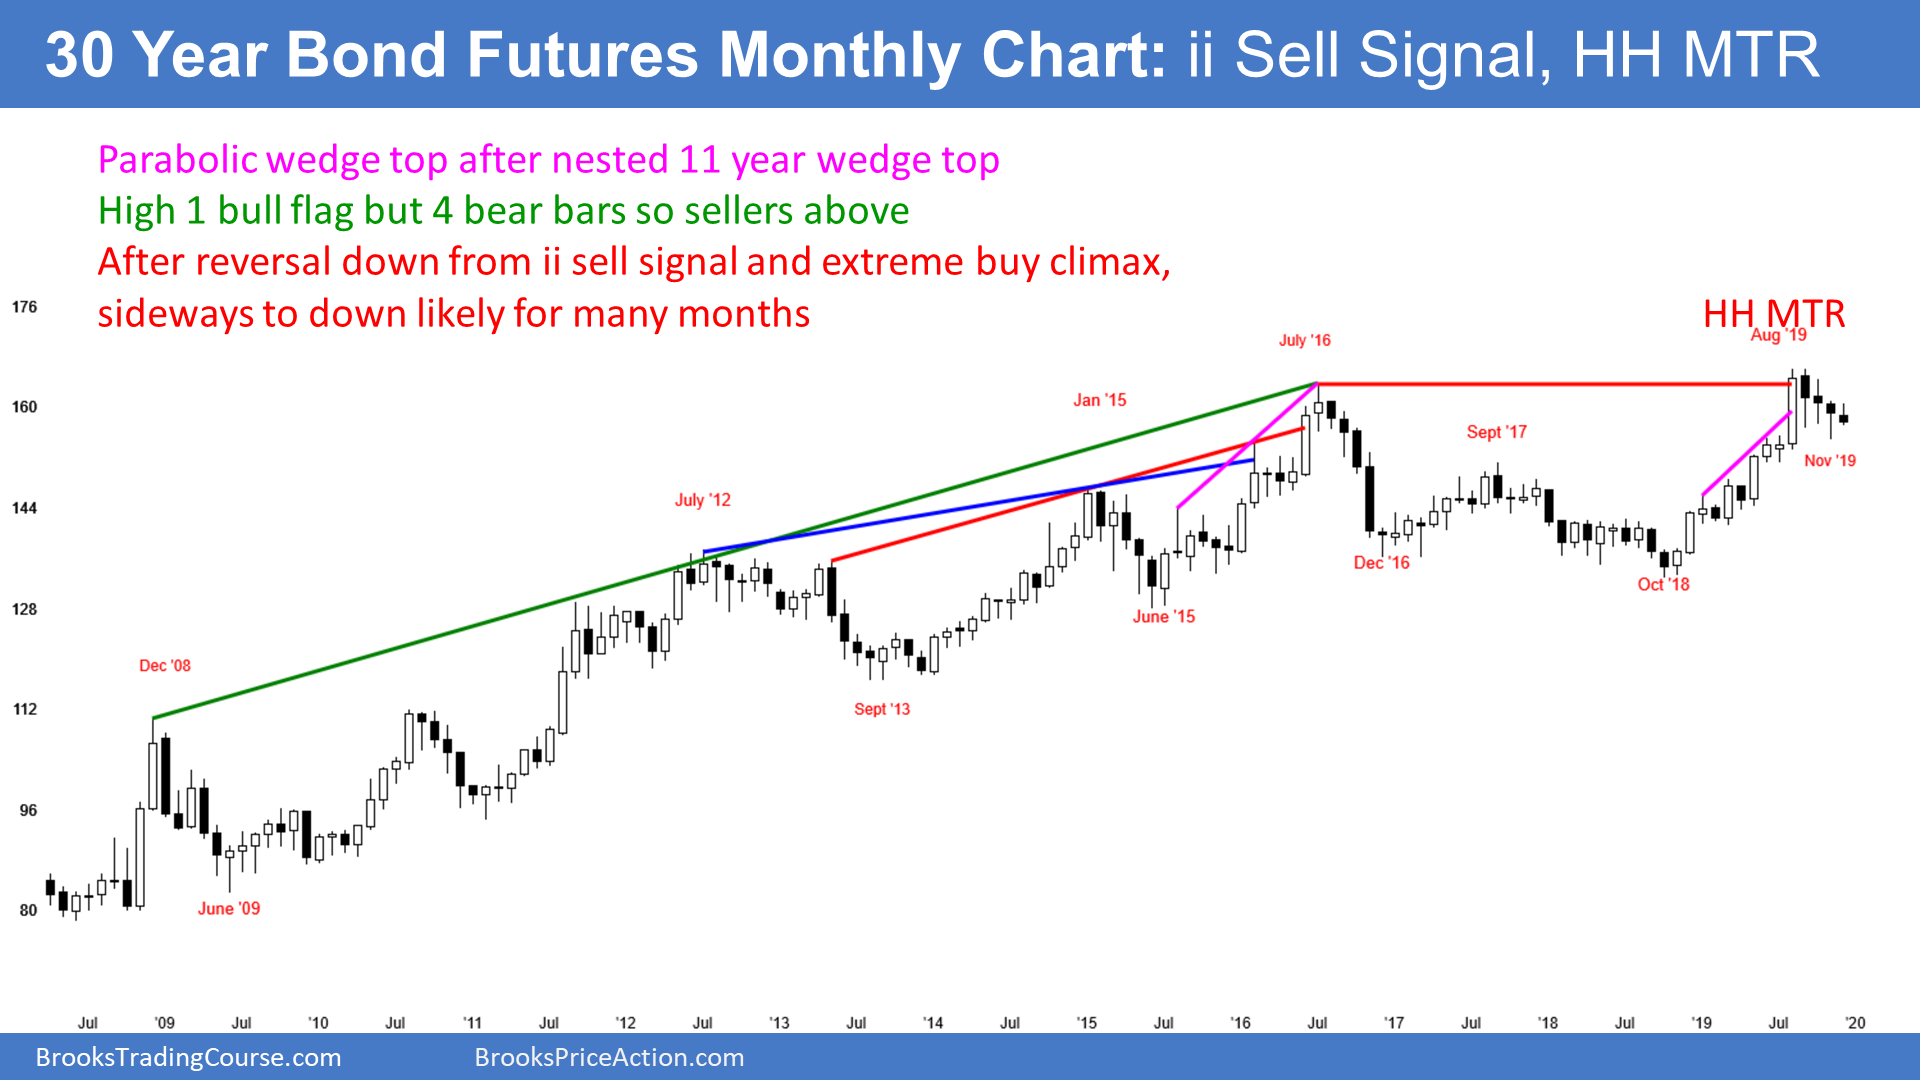 30 Year Bond Futures Monthly Chart: ii Sell Signal, HH MTR
Parabolic wedge top after nested 11 year wedge top
High 1 bull flag but 4 bear bars so sellers above
After reversal down from ii sell signal and extreme buy climax,
sideways to down likely for many months
HH MTR
Aug '19
July '16
Jan '15
Sept '17
Nov '19
July '12
Dec '16
Oct '18
June '15
Dec '08
Sept '13
June '09
176
160
144
128
112
96
80
Jul '09 Jul '10 Jul '11 Jul '12 Jul '13 Jul '14 Jul '15 Jul '16 Jul '17 Jul '18 Jul '19 Jul '20
BrooksTradingCourse.com BrooksPriceAction.com